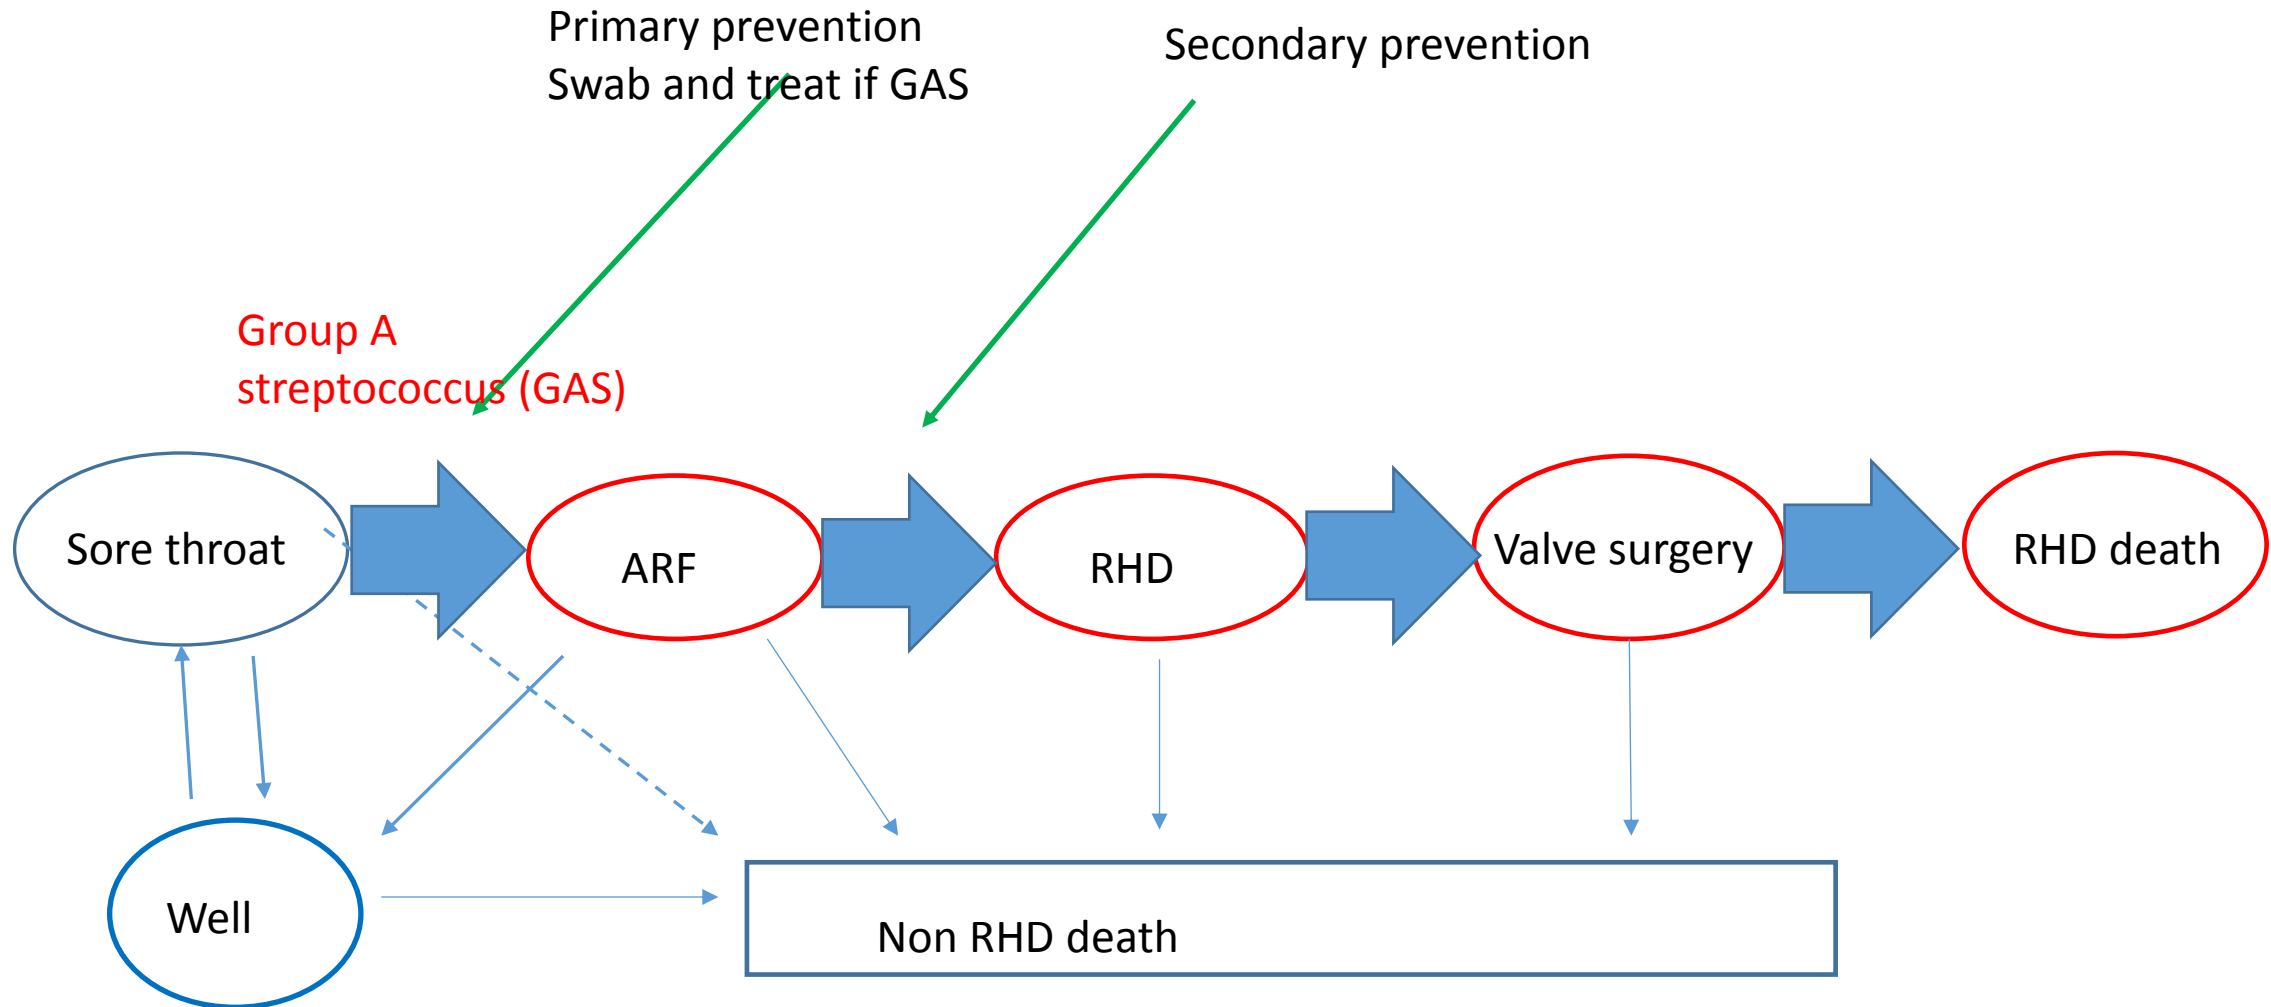 Primary prevention
Swab and treat if GAS
Secondary prevention
Group A
streptococcus (GAS)
Sore throat
ARF
RHD
Valve surgery
RHD death
Well
Non RHD death